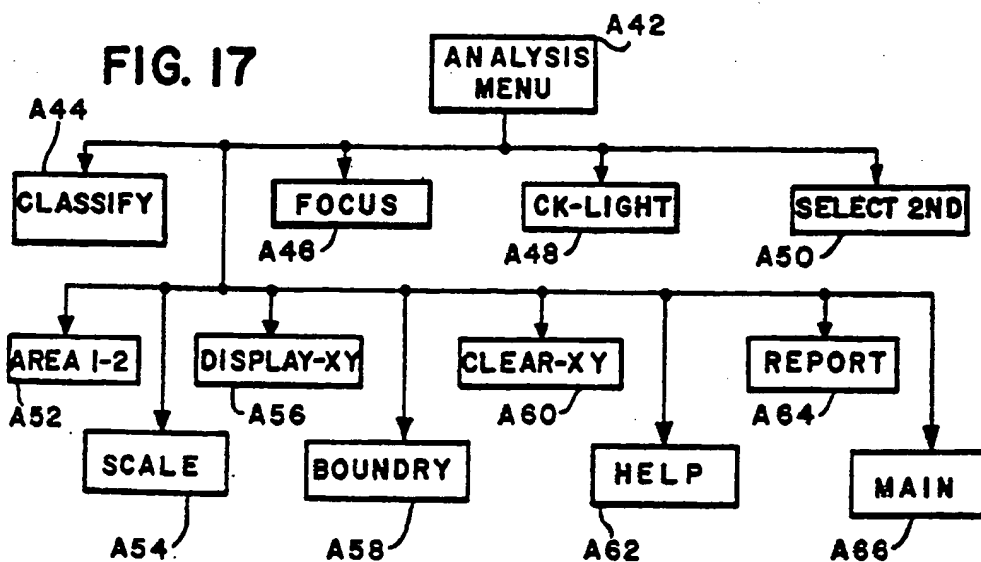 A42
FIG. 17
ANALYSIS
MENU
A44
CLASSIFY
FOCUS
CK-LIGHT
SELECT 2ND
A46
A48
A50
AREA 1-2
DISPLAY-XY
CLEAR-XY
REPORT
A52
A56
A60
A64
SCALE
BOUNDRY
HELP
MAIN
A54
A58
A62
A66